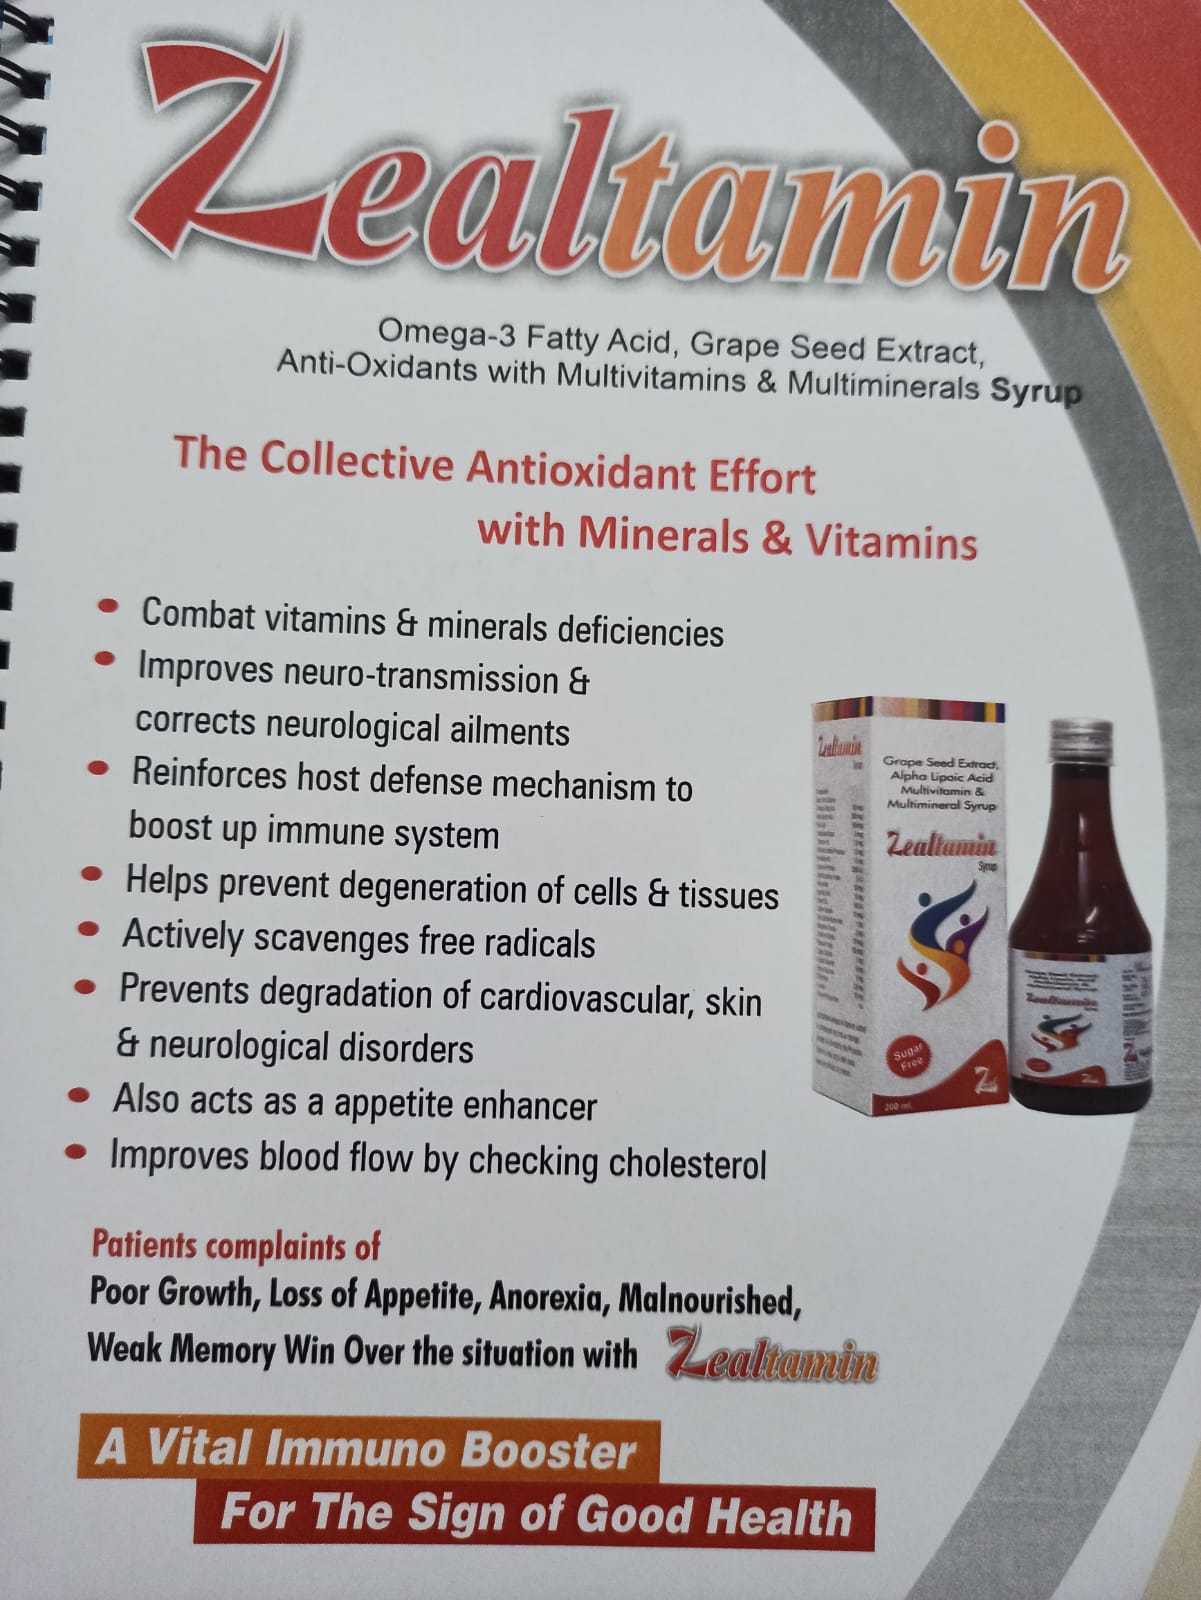 Zealtamin
Omega-3 Fatty Acid, Grape Seed Extract,
Anti-Oxidants with Multivitamins & Multiminerals Syrup
The Collective Antioxidant Effort
with Minerals & Vitamins
• Combat vitamins & minerals deficiencies
• Improves neuro-transmission &
corrects neurological ailments
• Reinforces host defense mechanism to
boost up immune system
• Helps prevent degeneration of cells & tissues
• Actively scavenges free radicals
• Prevents degradation of cardiovascular, skin
& neurological disorders
• Also acts as a appetite enhancer
• Improves blood flow by checking cholesterol
Zealtamin
Grape Seed Extract,
Alpha Lipoic Acid
Multivitamin &
Multimineral Syrup
Zealtamin
Syrup
Sugar
Free
200 ml
Zealtamin
Patients complaints of
Poor Growth, Loss of Appetite, Anorexia, Malnourished,
Weak Memory Win Over the situation with Zealtamin
A Vital Immuno Booster
For The Sign of Good Health